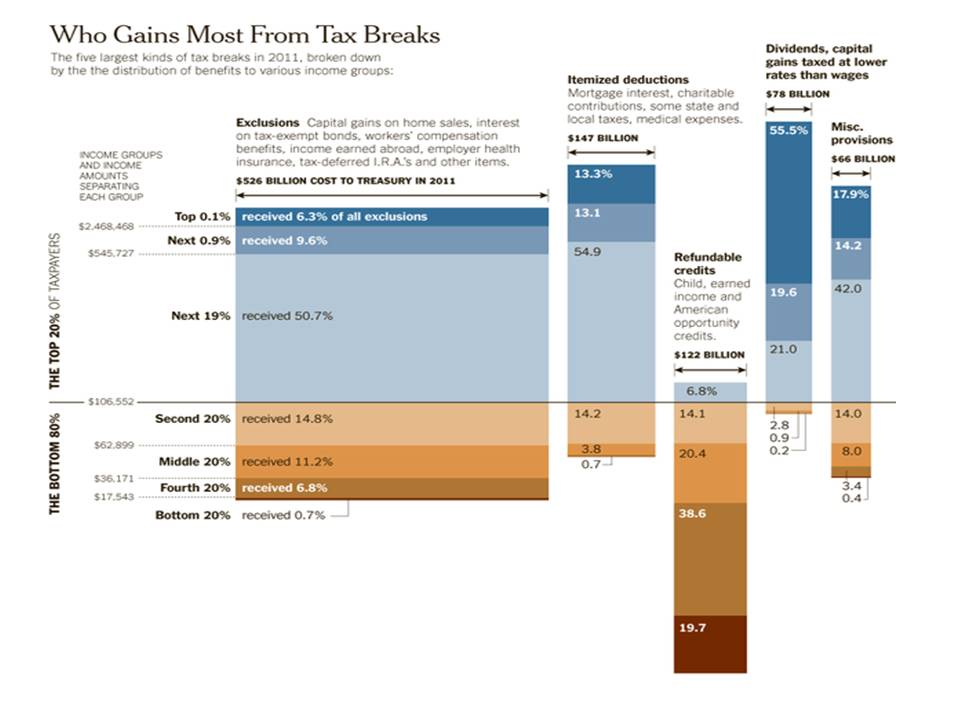 Who Gains Most From Tax Breaks
The five largest kinds of tax breaks in 2011, broken down
by the the distribution of benefits to various income groups:
INCOME GROUPS
AND INCOME
AMOUNTS
SEPARATING
EACH GROUP
THE TOP 20% OF TAXPAYERS
THE BOTTOM 80%
Top 0.1%
$2,468,468
Next 0.9%
$545,727
Next 19%
$106,552
Second 20%
$62,899
Middle 20%
$36,171
Fourth 20%
$17,543
Bottom 20%
Exclusions Capital gains on home sales, interest
on tax-exempt bonds, workers' compensation
benefits, income earned abroad, employer health
insurance, tax-deferred I.R.A.'s and other items.
$526 BILLION COST TO TREASURY IN 2011
received 6.3% of all exclusions
received 9.6%
received 50.7%
received 14.8%
received 11.2%
received 6.8%
received 0.7%
Itemized deductions
Mortgage interest, charitable
contributions, some state and
local taxes, medical expenses.
$147 BILLION
13.3%
13.1
54.9
14.2
3.8
0.7
Refundable
credits
Child, earned
income and
American
opportunity
credits.
$122 BILLION
6.8%
14.1
20.4
38.6
19.7
Dividends, capital
gains taxed at lower
rates than wages
$78 BILLION
55.5%
19.6
21.0
2.8
0.9
0.2
Misc.
provisions
$66 BILLION
17.9%
14.2
42.0
14.0
8.0
3.4
0.4